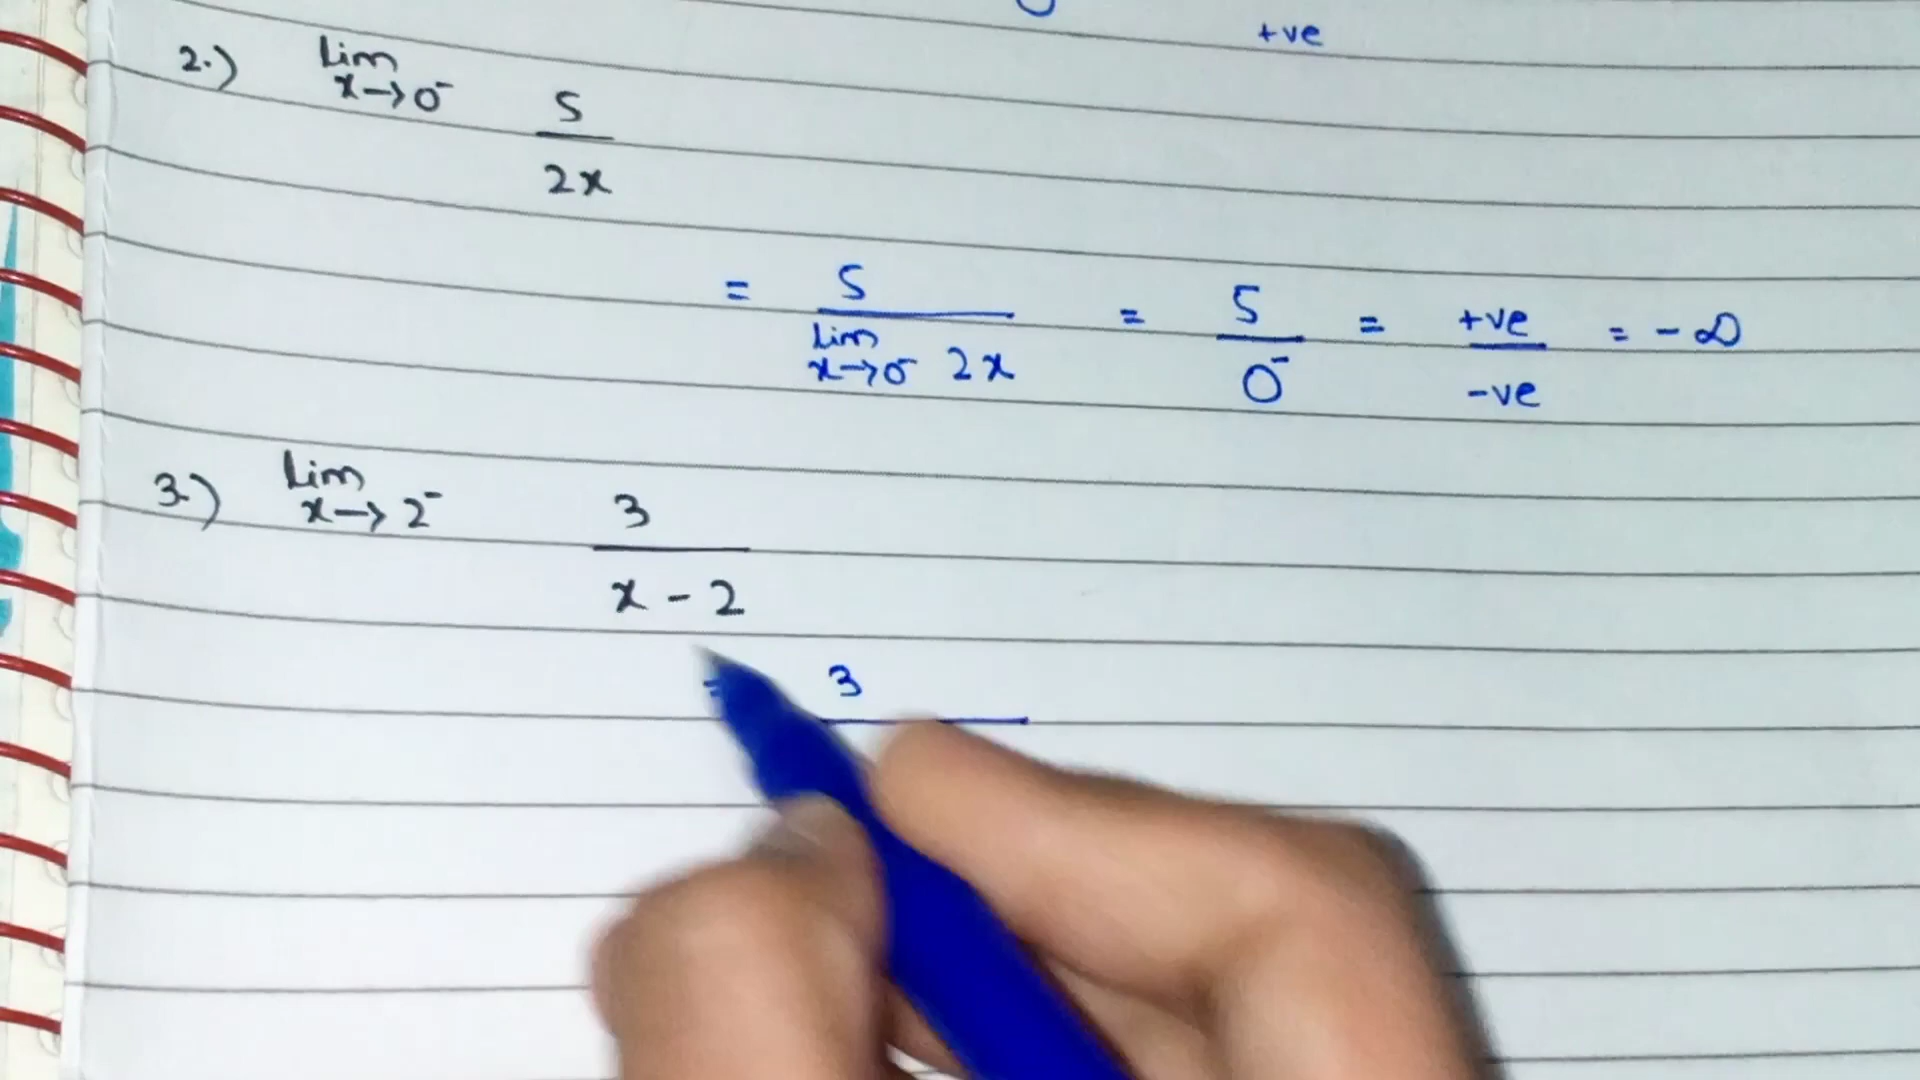 +ve
2.) lim x→0⁻ 5/2x
= 5/(lim x→0⁻ 2x) = 5/0⁻ = +ve/-ve = -∞
3.) lim x→2⁻ 3/(x-2)
= 3